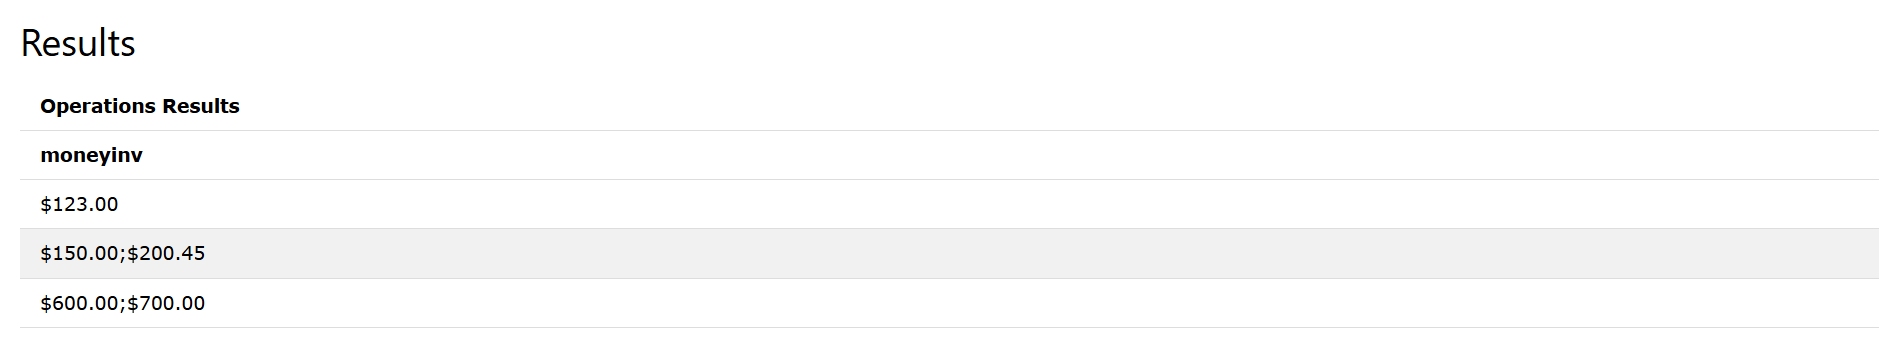 Results
Operations Results
moneyinv
$123.00
$150.00;$200.45
$600.00;$700.00